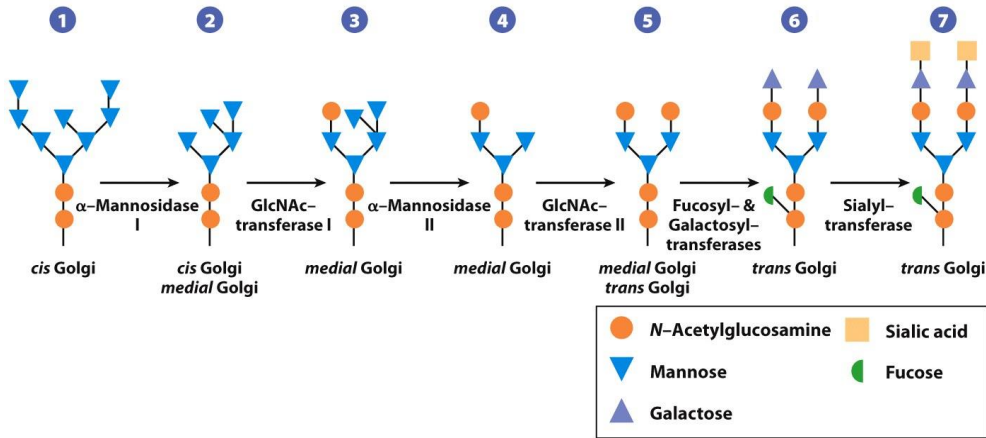 1 2 3 4 5 6 7
α–Mannosidase
I
GlcNAc–
transferase I
α–Mannosidase
II
GlcNAc–
transferase II
Fucosyl– &
Galactosyl–
transferases
Sialyl–
transferase
cis Golgi
cis Golgi
medial Golgi
medial Golgi
medial Golgi
medial Golgi
trans Golgi
trans Golgi
trans Golgi
N–Acetylglucosamine
Mannose
Galactose
Sialic acid
Fucose